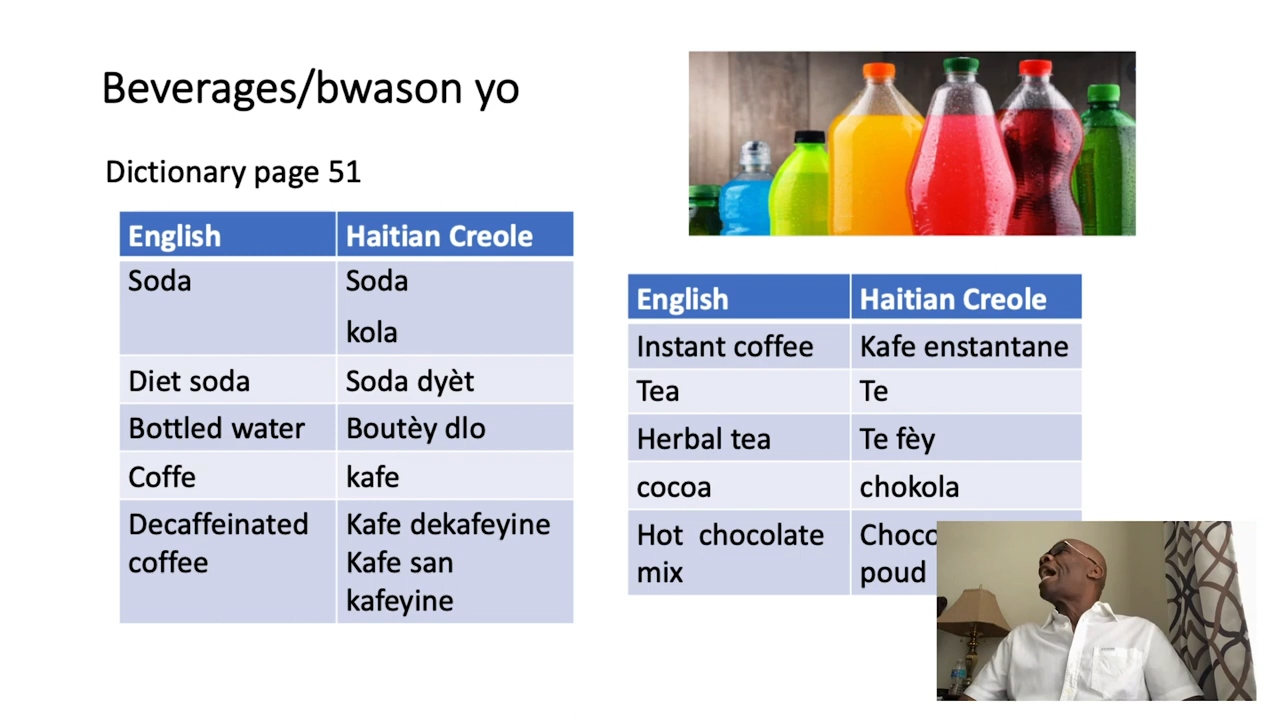 Beverages/bwason yo
Dictionary page 51
English Haitian Creole
Soda Soda
kola
Diet soda Soda dyèt
Bottled water Boutèy dlo
Coffe kafe
Decaffeinated Kafe dekafeyine
coffee Kafe san
kafeyine
English Haitian Creole
Instant coffee Kafe enstantane
Tea Te
Herbal tea Te fèy
cocoa chokola
Hot chocolate
mix poud